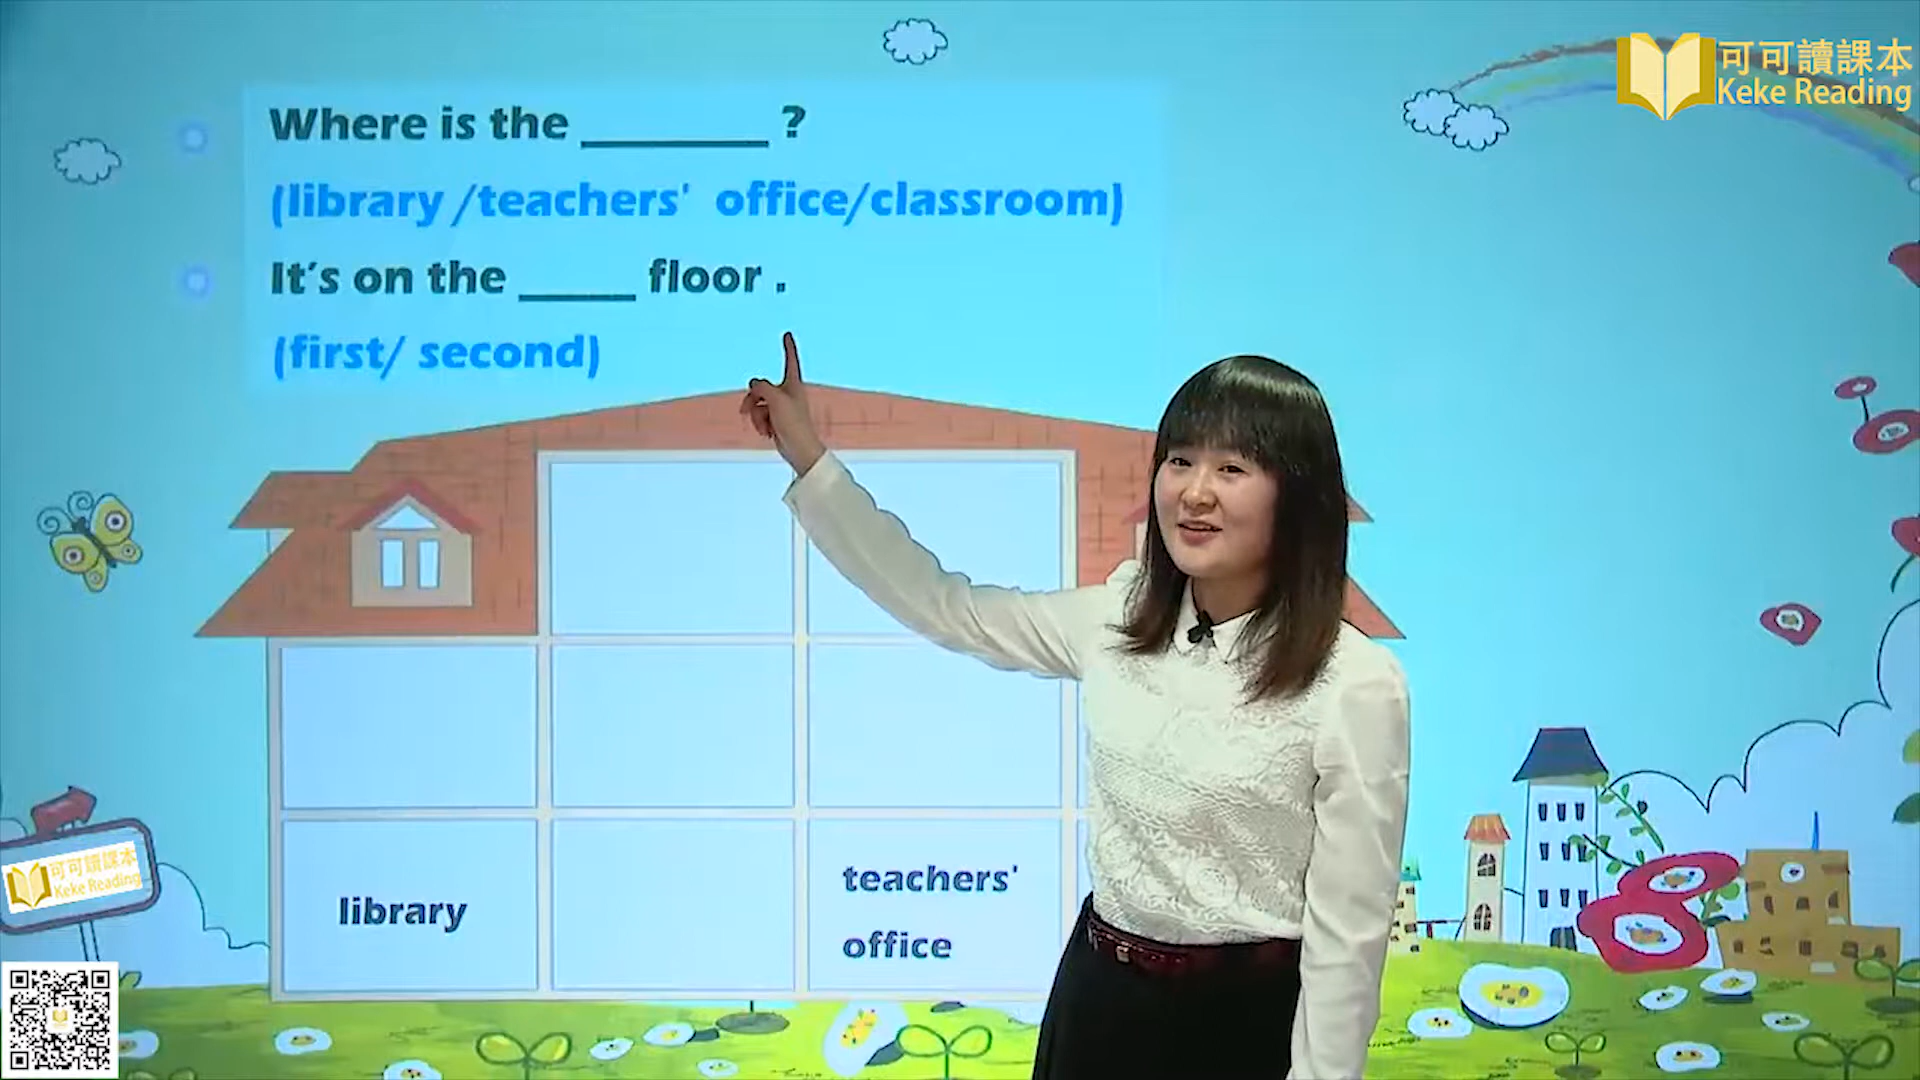 可可讀課本
Keke Reading
Where is the ________ ?
(library /teachers' office/classroom)
It's on the _____ floor .
(first/ second)
可可讀課本
Keke Reading
library
teachers'
office